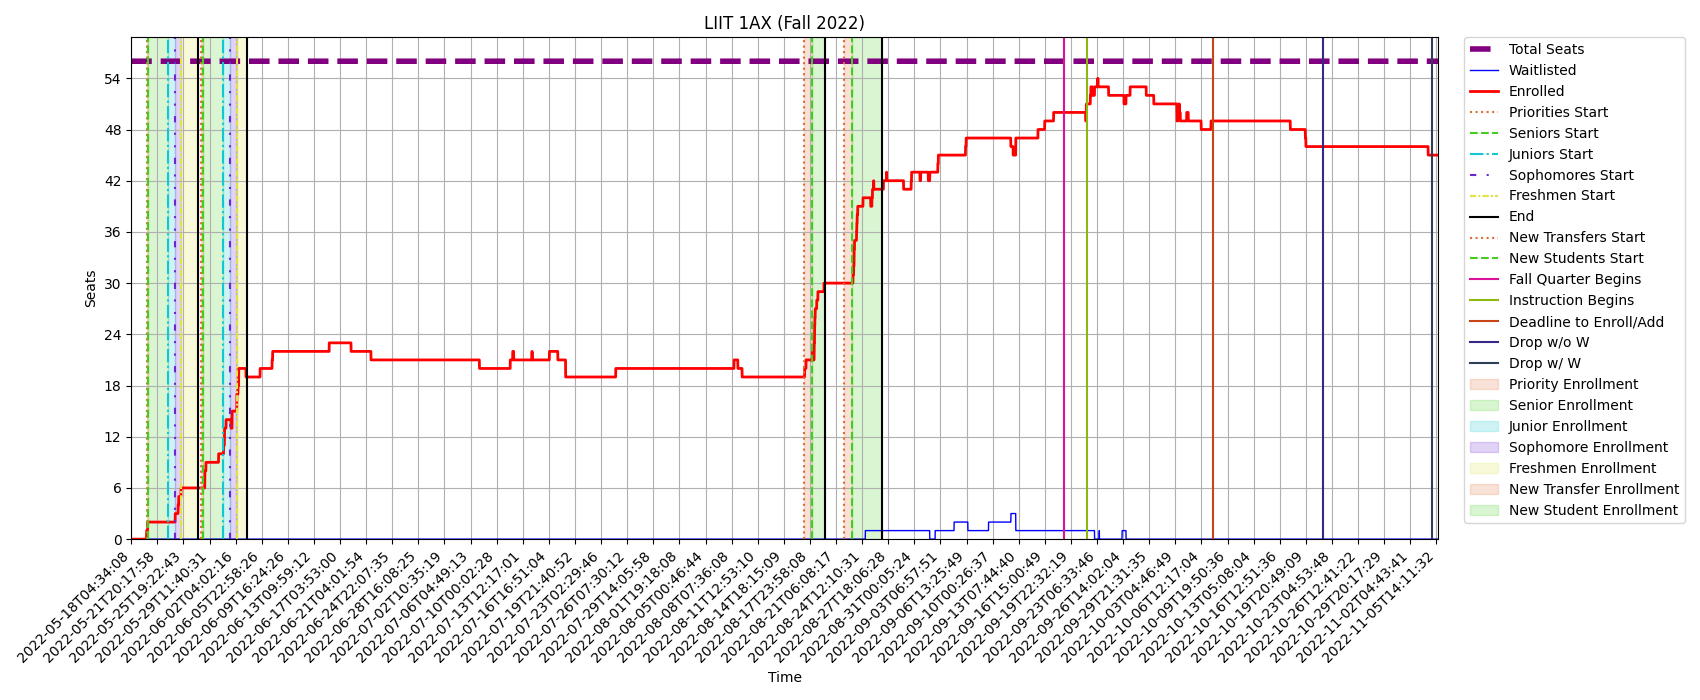 LIIT 1AX (Fall 2022)
Seats
54
48
42
36
30
24
18
12
6
0
2022-05-18T04:34:08
2022-05-21T20:17:58
2022-05-25T19:22:43
2022-05-29T11:40:31
2022-06-02T04:02:16
2022-06-05T22:58:26
2022-06-09T16:24:26
2022-06-13T09:59:12
2022-06-17T03:53:00
2022-06-21T04:01:54
2022-06-24T22:07:35
2022-06-28T16:08:25
2022-07-02T10:35:19
2022-07-06T04:49:13
2022-07-10T00:02:28
2022-07-13T12:17:01
2022-07-16T16:51:04
2022-07-19T21:40:52
2022-07-23T02:29:46
2022-07-26T07:30:12
2022-07-29T14:05:58
2022-08-01T19:18:08
2022-08-05T00:46:44
2022-08-08T07:36:08
2022-08-11T12:53:10
2022-08-14T18:15:09
2022-08-17T23:58:08
2022-08-21T06:08:17
2022-08-24T12:10:31
2022-08-27T18:06:28
2022-08-31T00:05:24
2022-09-03T06:57:51
2022-09-06T13:25:49
2022-09-10T00:26:37
2022-09-13T07:44:40
2022-09-16T15:00:49
2022-09-19T22:32:19
2022-09-23T06:33:46
2022-09-26T14:02:04
2022-09-29T21:31:35
2022-10-03T04:46:49
2022-10-06T12:17:04
2022-10-09T19:50:36
2022-10-13T05:08:04
2022-10-16T12:51:36
2022-10-19T20:49:09
2022-10-23T04:53:48
2022-10-26T12:41:22
2022-10-29T20:17:29
2022-11-02T04:43:41
2022-11-05T14:11:32
Time
Total Seats
Waitlisted
Enrolled
Priorities Start
Seniors Start
Juniors Start
Sophomores Start
Freshmen Start
End
New Transfers Start
New Students Start
Fall Quarter Begins
Instruction Begins
Deadline to Enroll/Add
Drop w/o W
Drop w/ W
Priority Enrollment
Senior Enrollment
Junior Enrollment
Sophomore Enrollment
Freshmen Enrollment
New Transfer Enrollment
New Student Enrollment